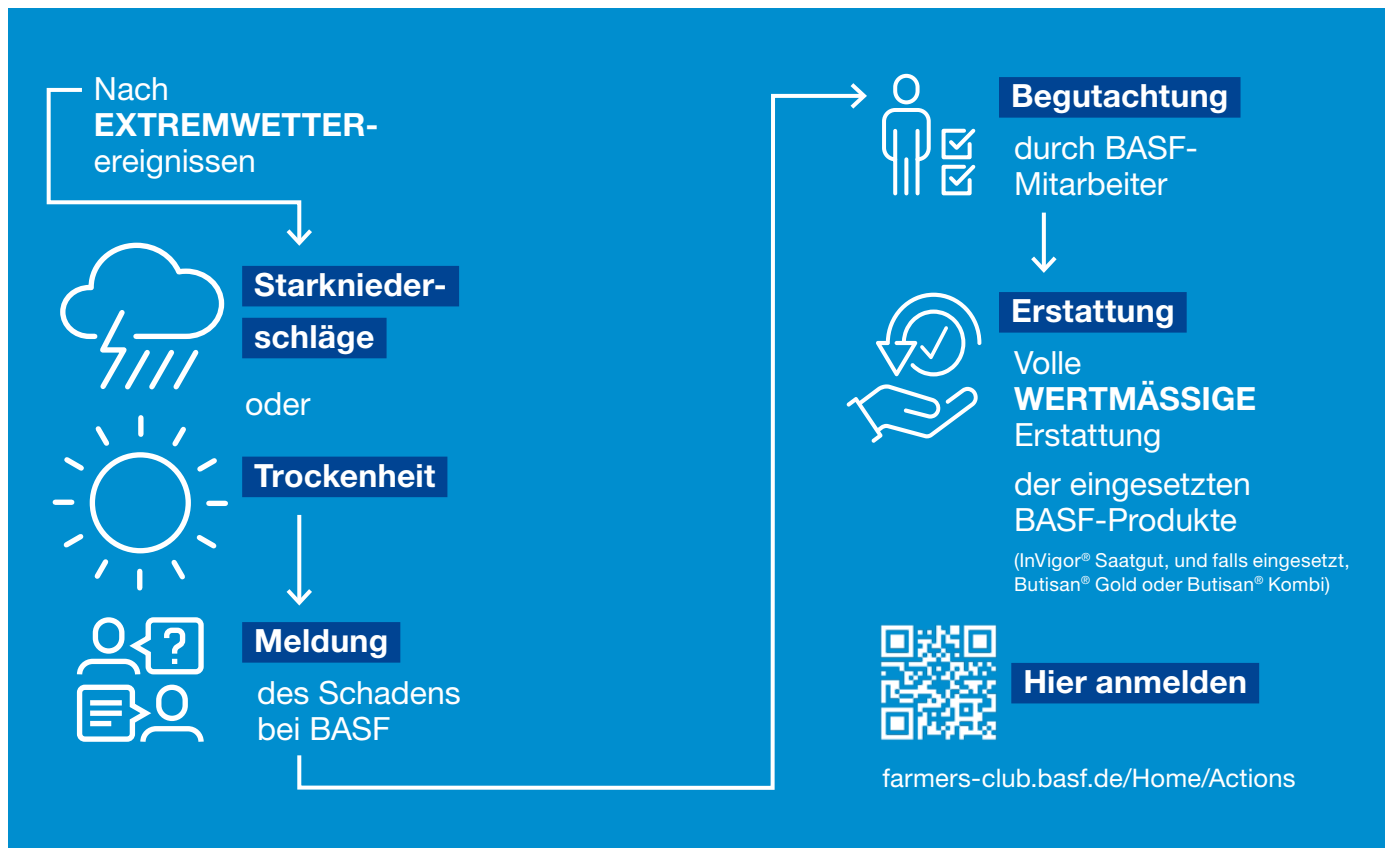 Nach
EXTREMWETTER-
ereignissen
Starknieder-
schläge
oder
Trockenheit
?
Meldung
des Schadens
bei BASF
Begutachtung
durch BASF-
Mitarbeiter
Erstattung
Volle
WERTMÄSSIGE
Erstattung
der eingesetzten
BASF-Produkte
(InVigor® Saatgut, und falls eingesetzt,
Butisan® Gold oder Butisan® Kombi)
Hier anmelden
farmers-club.basf.de/Home/Actions